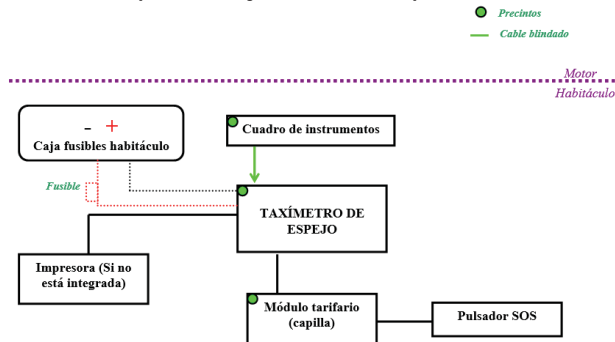 Precintos
Cable blindado
Motor
Habitáculo
- +
Caja fusibles habitáculo
Cuadro de instrumentos
Fusible
TAXÍMETRO DE
ESPEJO
Impresora (Si no
está integrada)
Módulo tarifario
(capilla)
Pulsador SOS